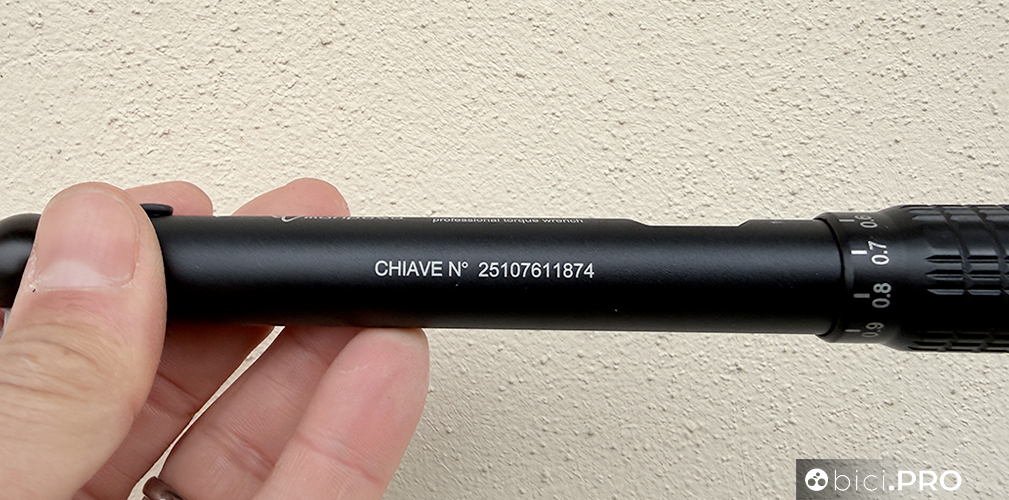 professional torque wrench
CHIAVE N° 25107611874
0.6
0.7
0.8
0.9
bici.PRO